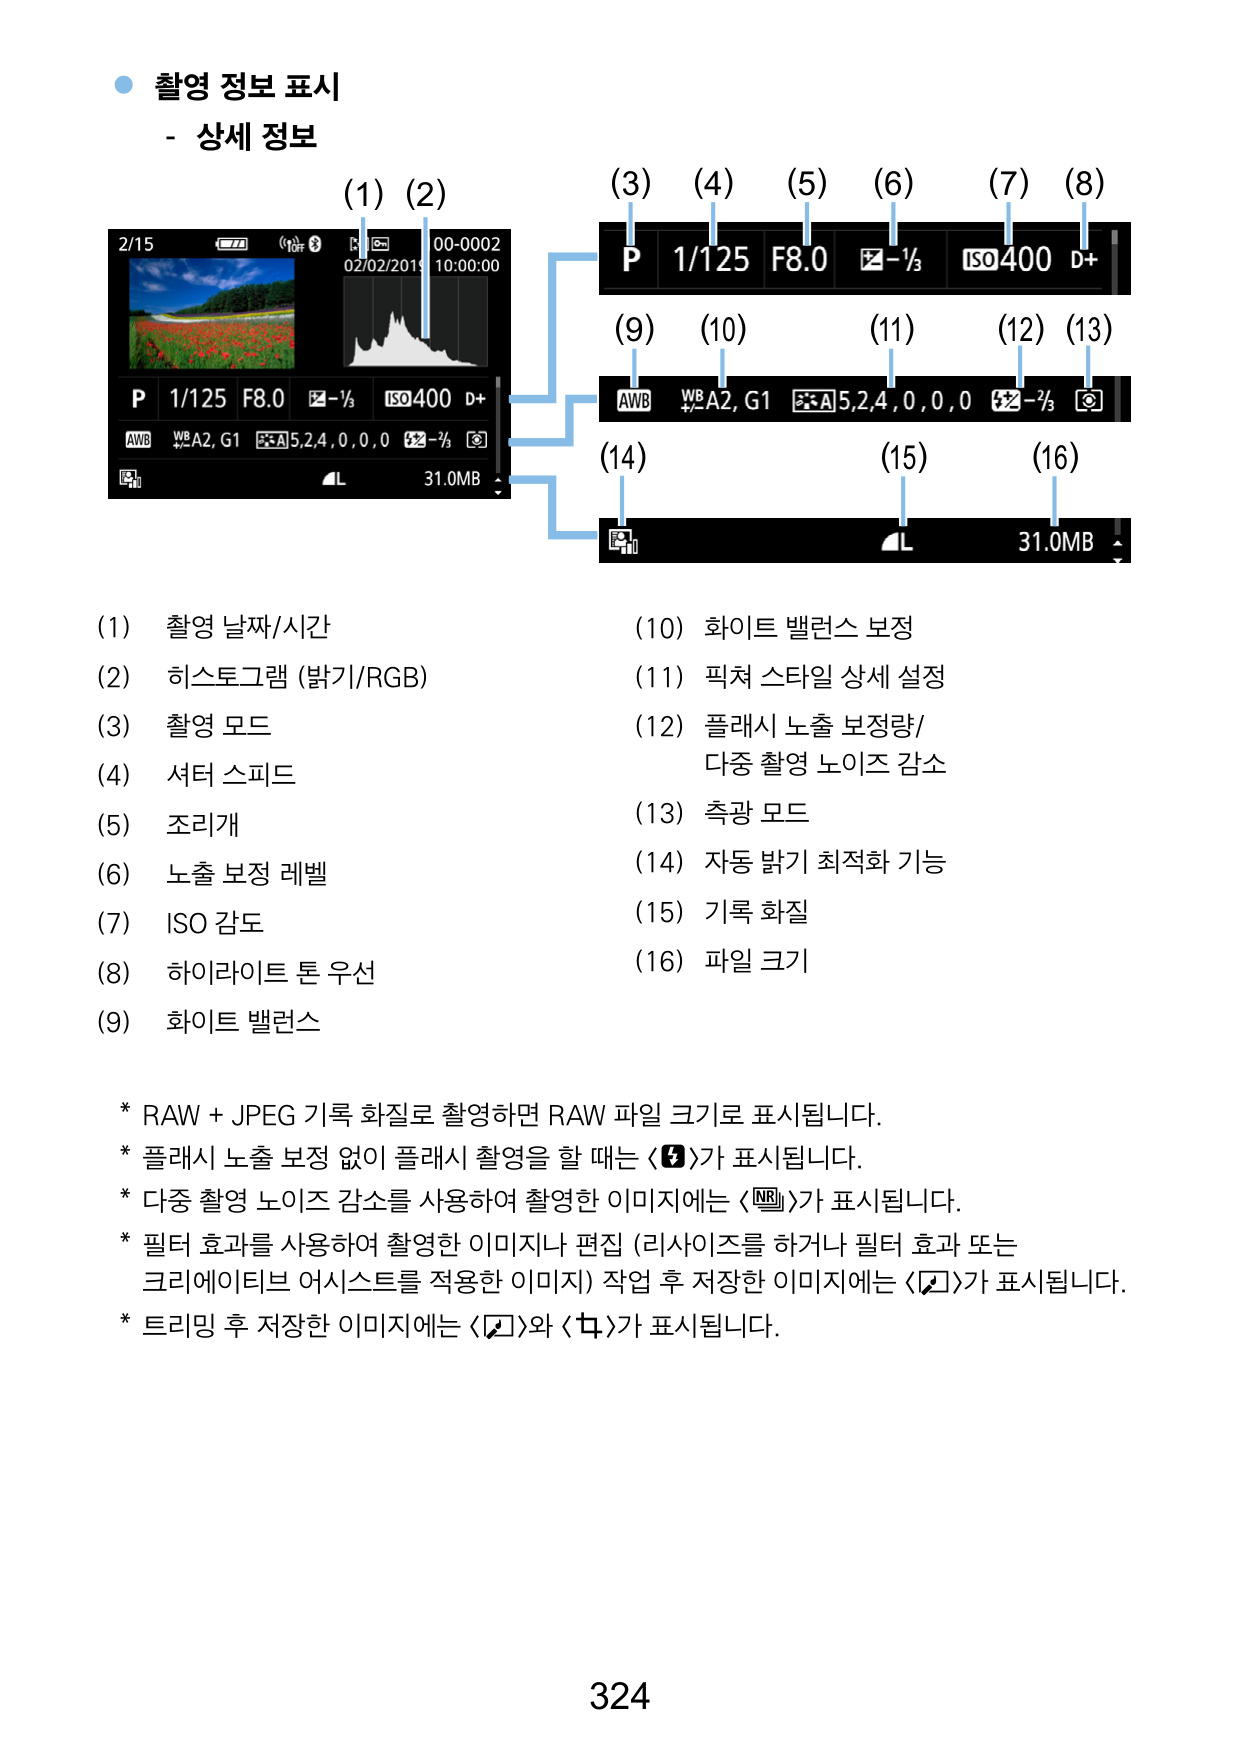 ● 촬영 정보 표시
- 상세 정보
(1) (2)
2/15 OFF 00-0002
02/02/2019 10:00:00
P 1/125 F8.0 −⅓ ISO 400 D+
AWB WB A2, G1 A 5,2,4,0,0,0 −⅔
L 31.0MB
(3) (4) (5) (6) (7) (8)
P 1/125 F8.0 −⅓ ISO 400 D+
(9) (10) (11) (12) (13)
AWB WB A2, G1 A 5,2,4,0,0,0 −⅔
(14) (15) (16)
L 31.0MB
(1) 촬영 날짜/시간
(2) 히스토그램 (밝기/RGB)
(3) 촬영 모드
(4) 셔터 스피드
(5) 조리개
(6) 노출 보정 레벨
(7) ISO 감도
(8) 하이라이트 톤 우선
(9) 화이트 밸런스
(10) 화이트 밸런스 보정
(11) 픽쳐 스타일 상세 설정
(12) 플래시 노출 보정량/
다중 촬영 노이즈 감소
(13) 측광 모드
(14) 자동 밝기 최적화 기능
(15) 기록 화질
(16) 파일 크기
* RAW + JPEG 기록 화질로 촬영하면 RAW 파일 크기로 표시됩니다.
* 플래시 노출 보정 없이 플래시 촬영을 할 때는 < >가 표시됩니다.
* 다중 촬영 노이즈 감소를 사용하여 촬영한 이미지에는 <NR>가 표시됩니다.
* 필터 효과를 사용하여 촬영한 이미지나 편집 (리사이즈를 하거나 필터 효과 또는
크리에이티브 어시스트를 적용한 이미지) 작업 후 저장한 이미지에는 < >가 표시됩니다.
* 트리밍 후 저장한 이미지에는 < >와 < >가 표시됩니다.
324